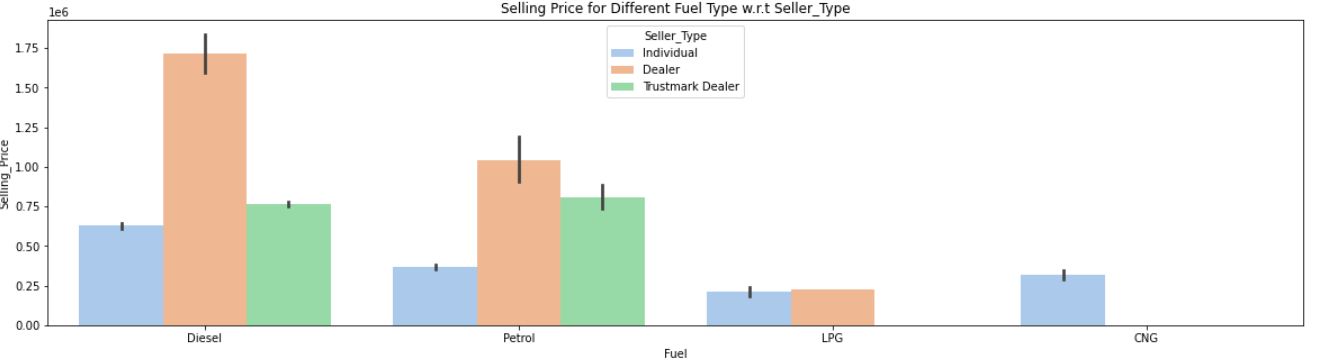 Selling Price for Different Fuel Type w.r.t Seller_Type
1e6
Seller_Type
Individual
Dealer
Trustmark Dealer
1.75
1.50
1.25
1.00
0.75
0.50
0.25
0.00
Selling_Price
Diesel
Petrol
LPG
CNG
Fuel